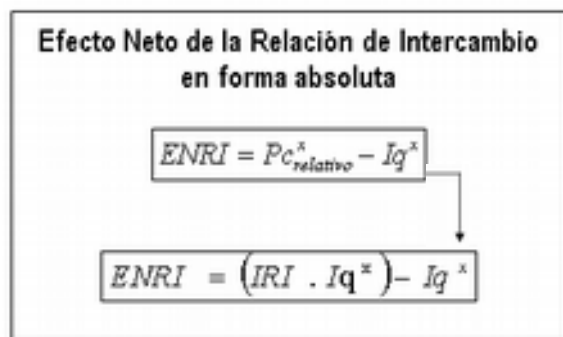 Efecto Neto de la Relación de Intercambio
en forma absoluta
ENRI = Pc^x_relativo − Iq^x
ENRI = (IRI . Iq^x) − Iq^x